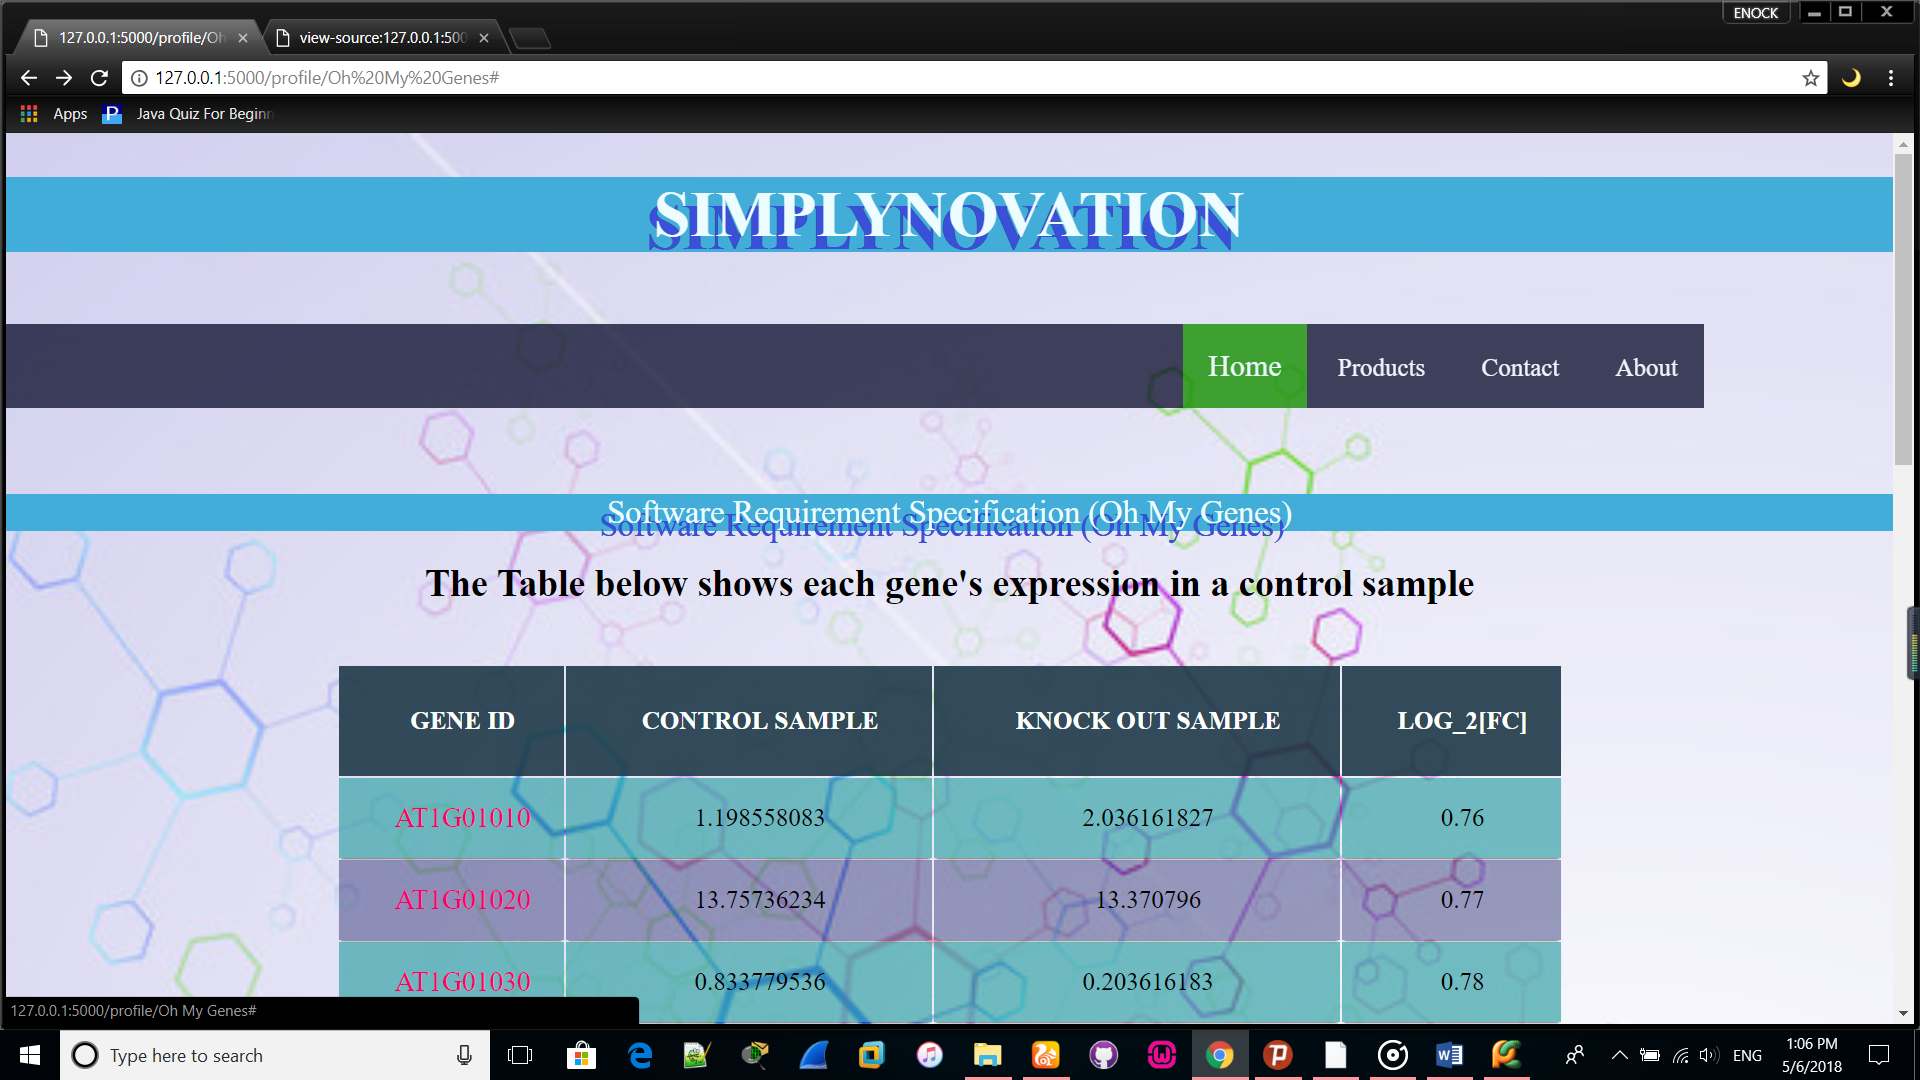 ENOCK
127.0.0.1:5000/profile/Oh
view-source:127.0.0.1:500
127.0.0.1:5000/profile/Oh%20My%20Genes#
Apps
Java Quiz For Beginn
SIMPLYNOVATION
Home Products Contact About
Software Requirement Specification (Oh My Genes)
The Table below shows each gene's expression in a control sample
GENE ID CONTROL SAMPLE KNOCK OUT SAMPLE LOG_2[FC]
AT1G01010 1.198558083 2.036161827 0.76
AT1G01020 13.75736234 13.370796 0.77
AT1G01030 0.833779536 0.203616183 0.78
127.0.0.1:5000/profile/Oh My Genes#
Type here to search
ENG
1:06 PM
5/6/2018